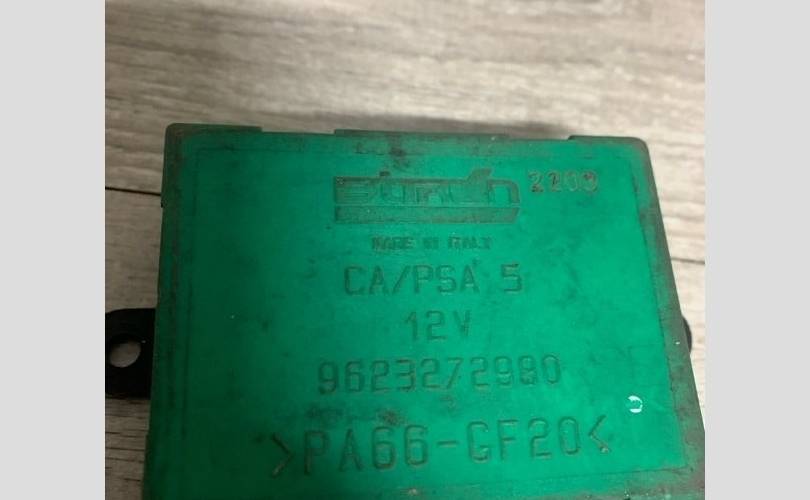 2209
MADE IN ITALY
CA/PSA 5
12V
9623272980
>PA66-GF20<